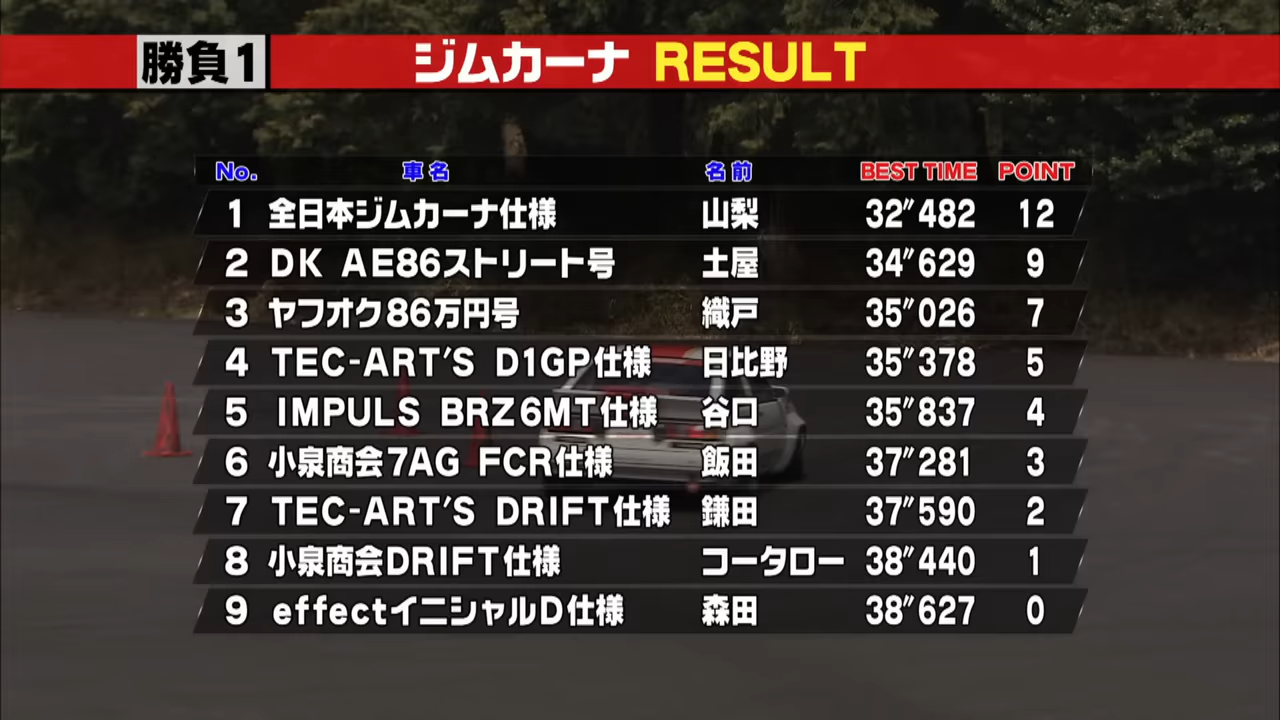 勝負1 ジムカーナ RESULT
No. 車名 名前 BEST TIME POINT
1 全日本ジムカーナ仕様 山梨 32″482 12
2 DK AE86ストリート号 土屋 34″629 9
3 ヤフオク86万円号 織戸 35″026 7
4 TEC-ART'S D1GP仕様 日比野 35″378 5
5 IMPULS BRZ6MT仕様 谷口 35″837 4
6 小泉商会7AG FCR仕様 飯田 37″281 3
7 TEC-ART'S DRIFT仕様 鎌田 37″590 2
8 小泉商会DRIFT仕様 コータロー 38″440 1
9 effectイニシャルD仕様 森田 38″627 0